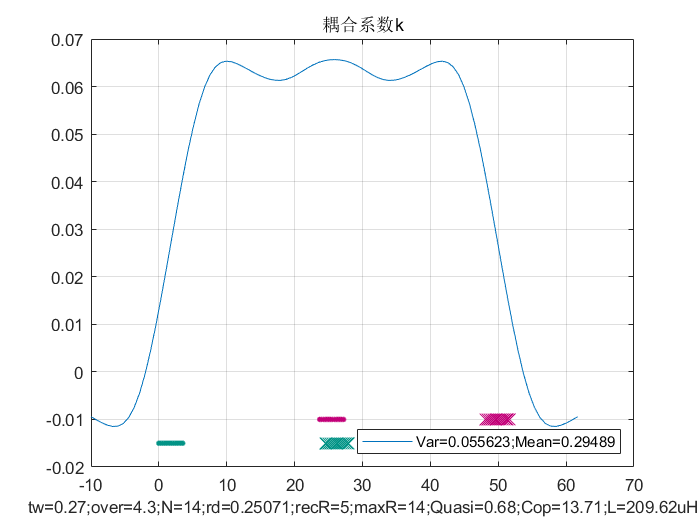 耦合系数k
0.07
0.06
0.05
0.04
0.03
0.02
0.01
0
-0.01
-0.02
Var=0.055623;Mean=0.29489
-10 0 10 20 30 40 50 60 70
tw=0.27;over=4.3;N=14;rd=0.25071;recR=5;maxR=14;Quasi=0.68;Cop=13.71;L=209.62uH